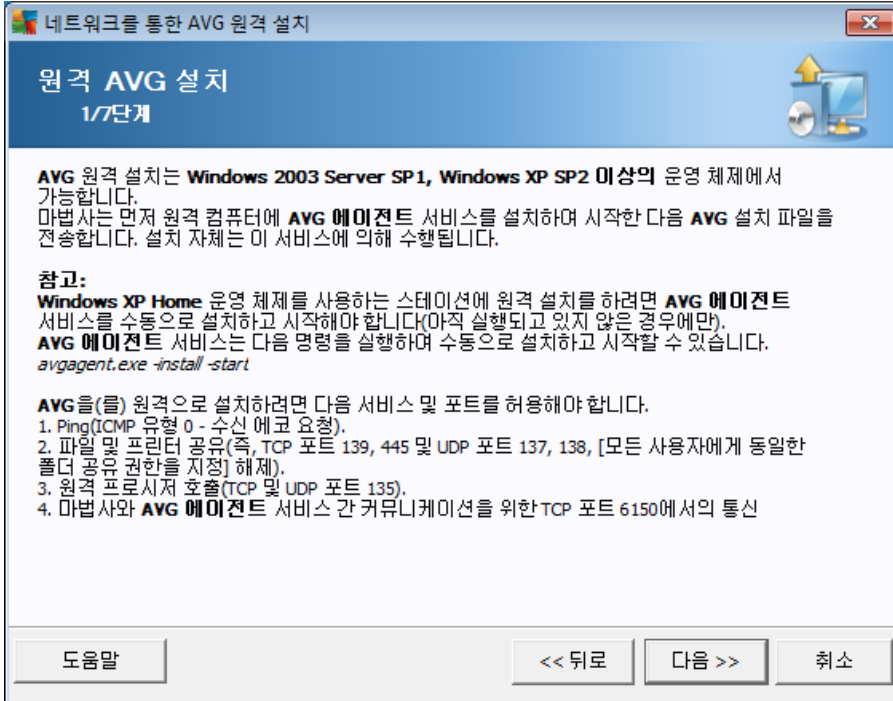 네트워크를 통한 AVG 원격 설치
원격 AVG 설치
1/7단계
AVG 원격 설치는 Windows 2003 Server SP1, Windows XP SP2 이상의 운영 체제에서
가능합니다.
마법사는 먼저 원격 컴퓨터에 AVG 에이전트 서비스를 설치하여 시작한 다음 AVG 설치 파일을
전송합니다. 설치 자체는 이 서비스에 의해 수행됩니다.
참고:
Windows XP Home 운영 체제를 사용하는 스테이션에 원격 설치를 하려면 AVG 에이전트
서비스를 수동으로 설치하고 시작해야 합니다(아직 실행되고 있지 않은 경우에만).
AVG 에이전트 서비스는 다음 명령을 실행하여 수동으로 설치하고 시작할 수 있습니다.
avgagent.exe -install -start
AVG을(를) 원격으로 설치하려면 다음 서비스 및 포트를 허용해야 합니다.
1. Ping(ICMP 유형 0 - 수신 에코 요청).
2. 파일 및 프린터 공유(즉, TCP 포트 139, 445 및 UDP 포트 137, 138, [모든 사용자에게 동일한
폴더 공유 권한을 지정] 해제).
3. 원격 프로시저 호출(TCP 및 UDP 포트 135).
4. 마법사와 AVG 에이전트 서비스 간 커뮤니케이션을 위한 TCP 포트 6150에서의 통신
도움말
<< 뒤로
다음 >>
취소